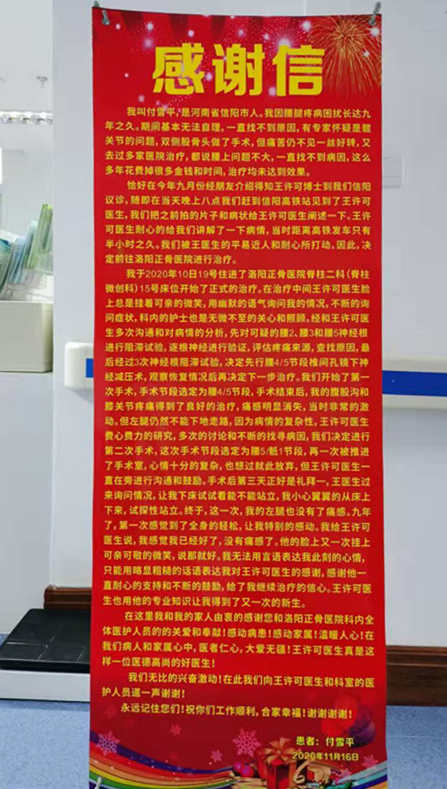 感谢信
我叫付雪平,是河南省信阳市人。我因腰腿疼病困扰长达九
年之久。期间基本无法自理,一直找不到原因,有专家怀疑是髋
关节的问题,双侧股骨头做了手术,但痛苦仍不见一丝好转,又
去过多家医院治疗,都说腰上问题不大,一直找不到病因,这么
多年花费掉很多金钱和时间,治疗均未达到效果。
恰好在今年九月份经朋友介绍得知王许可博士到我们信阳
议诊,随即在当天晚上八点我们赶到信阳高铁站见到了王许可
医生,我们把之前拍的片子和病状给王许可医生阐述一下。王许
可医生耐心的给我们讲解了一下病情,当时距离高铁发车只有
半小时之久。我们被王医生的平易近人和耐心所打动。因此,决
定前往洛阳正骨医院进行治疗。
我于2020年10日19号住进了洛阳正骨医院脊柱二科(脊柱
微创科)15号床位开始了正式的治疗。在治疗中间王许可医生脸
上总是挂着可亲的微笑,用幽默的语气询问我的情况,不断的询
问症状,科内的护士也是无微不至的关心和照顾。经和王许可医
生多次沟通和对病情的分析,先对可疑的腰2、腰3和腰5神经根
进行阻滞试验,逐根神经进行验证,评估疼痛来源,查找原因,最
后经过3次神经根阻滞试验,决定先行腰4/5节段椎间孔镜下神
经减压术,观察恢复情况后再决定下一步治疗。我们开始了第一
次手术,手术节段选定为腰4/5节段,手术结束后,我的腹股沟和
膝关节疼痛得到了良好的治疗,痛感明显消失,当时非常的激
动。但左腿仍然不能下地走路,因为病情的复杂性,王许可医生
费心费力的研究。多次的讨论和不断的找寻病因,我们决定进行
第二次手术,这次手术节段选定为腰5/骶1节段,再一次被推进
了手术室,心情十分的复杂,也想过就此放弃,但王许可医生一
直在旁进行沟通和鼓励。手术后第三天正好是礼拜一,王医生过
来询问情况,让我下床试试看能不能站立,我小心翼翼的从床上
下来,试探性站立。终于,这一次,我的左腿也没有了痛感。九年
了,第一次感觉到了全身的轻松,让我特别的感动。我给王许可
医生说,我感觉我已经好了,没有痛感了。他的脸上又一次挂上
可亲可敬的微笑,说那就好。我无法用言语表达我此刻的心情,
只能用略显粗糙的话语表达我对王许可医生的感谢,感谢他一
直耐心的支持和不断的鼓励,给了我继续治疗的信心。王许可医
生也用他的专业知识让我得到了又一次的新生。
在这里我和我的家人由衷的感谢您和洛阳正骨医院科内全
体医护人员的的关爱和奉献!感动病患!感动家属!温暖人心!在
我们病人和家属心中,医者仁心,大爱无疆!王许可医生真是这
样一位医德高尚的好医生!
我们无比的兴奋激动!在此我们向王许可医生和科室的医
护人员道一声谢谢!
永远记住您们!祝你们工作顺利,合家幸福!谢谢谢谢!
患者:付雪平
2020年11月16日